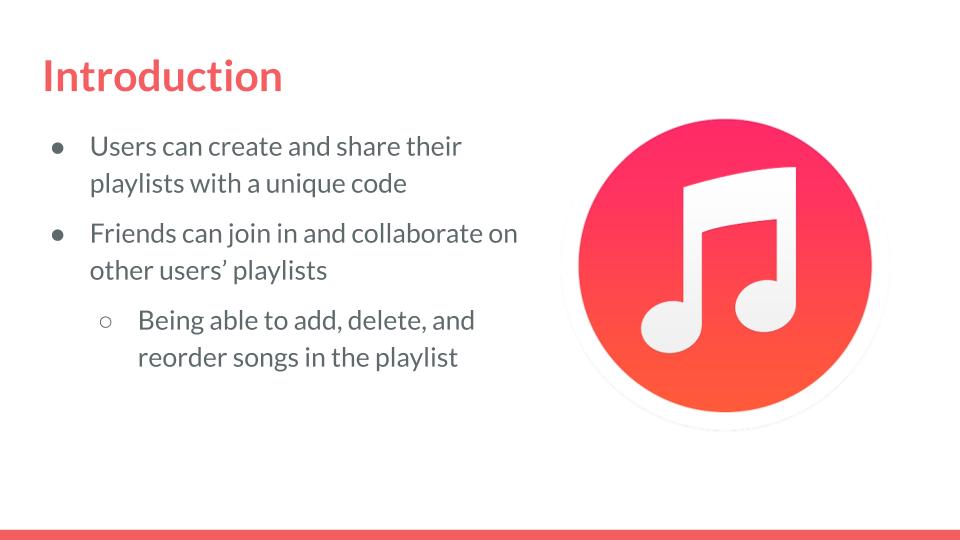 Introduction
● Users can create and share their
playlists with a unique code
● Friends can join in and collaborate on
other users’ playlists
○ Being able to add, delete, and
reorder songs in the playlist